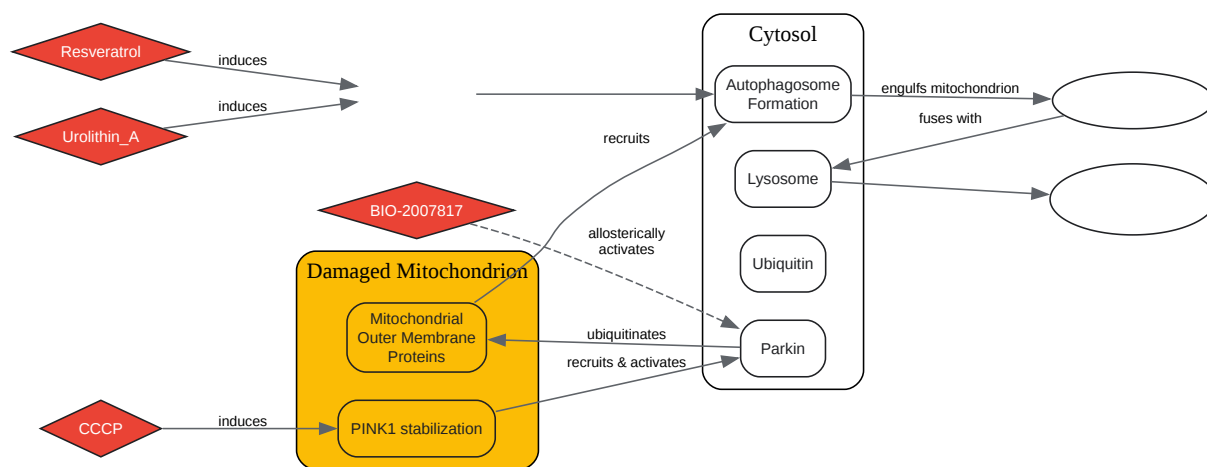 Cytosol
Resveratrol
induces
Autophagosome
Formation
engulfs mitochondrion
induces
fuses with
Urolithin_A
recruits
Lysosome
BIO-2007817
allosterically
activates
Ubiquitin
Damaged Mitochondrion
Mitochondrial
Outer Membrane
Proteins
ubiquitinates
Parkin
recruits & activates
CCCP
induces
PINK1 stabilization